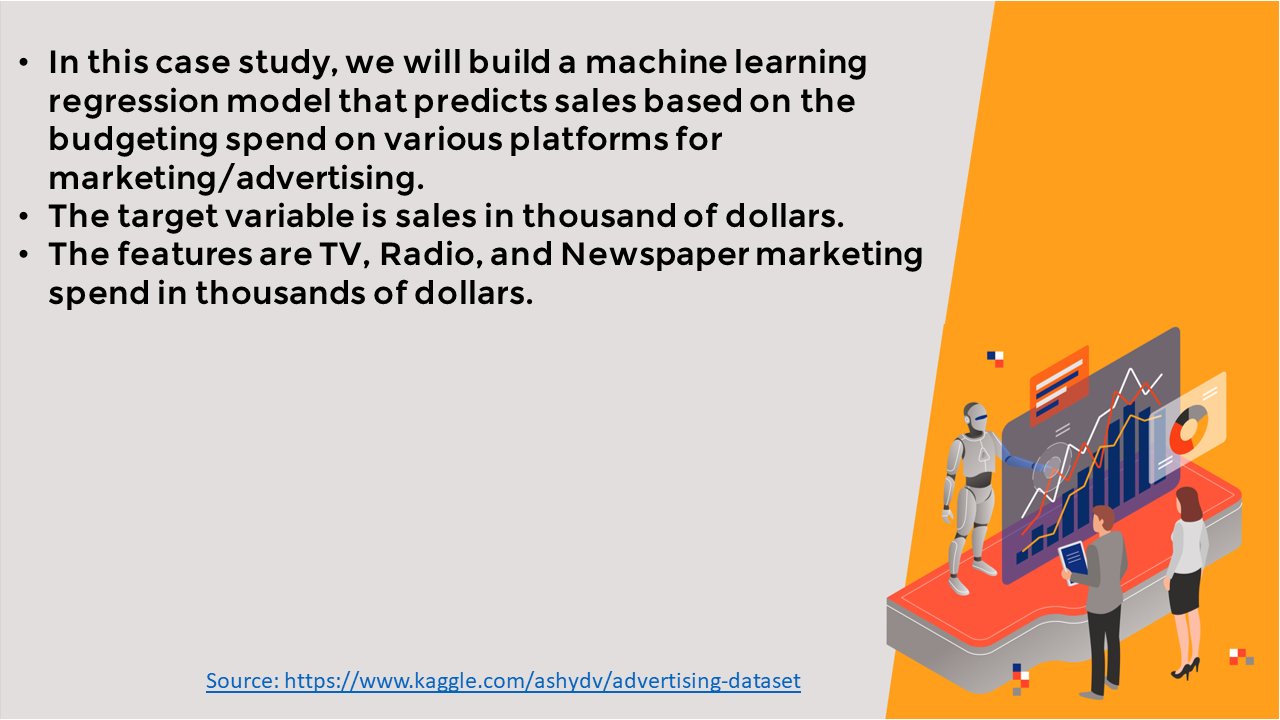 • In this case study, we will build a machine learning
regression model that predicts sales based on the
budgeting spend on various platforms for
marketing/advertising.
• The target variable is sales in thousand of dollars.
• The features are TV, Radio, and Newspaper marketing
spend in thousands of dollars.
Source: https://www.kaggle.com/ashydv/advertising-dataset